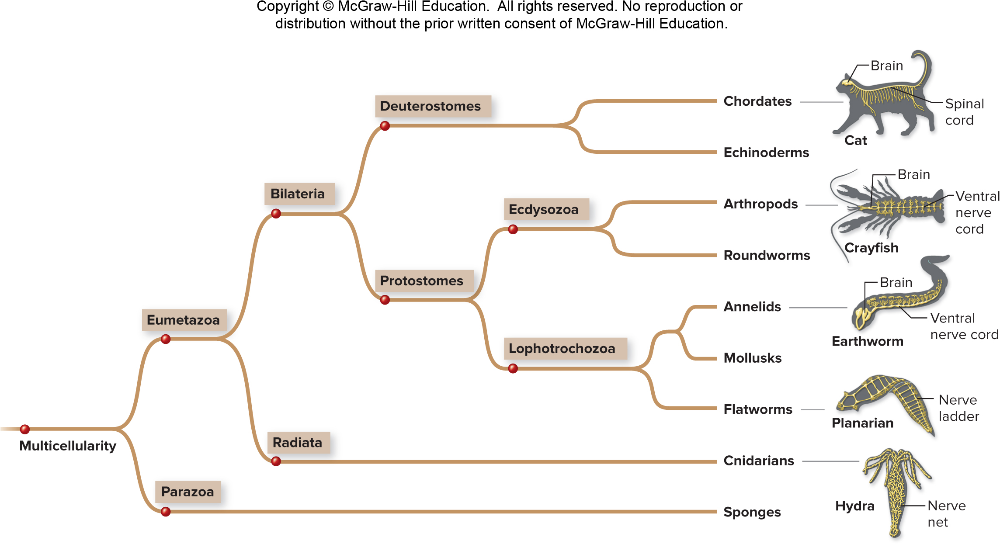 Copyright © McGraw-Hill Education.  All rights reserved. No reproduction or
distribution without the prior written consent of McGraw-Hill Education.
Brain
Deuterostomes
Chordates
Spinal
cord
Cat
Echinoderms
Bilateria
Brain
Ecdysozoa
Arthropods
Ventral
nerve
cord
Crayfish
Roundworms
Protostomes
Brain
Annelids
Ventral
nerve cord
Eumetazoa
Earthworm
Lophotrochozoa
Mollusks
Nerve
ladder
Flatworms
Planarian
Multicellularity
Radiata
Cnidarians
Parazoa
Hydra
Nerve
net
Sponges